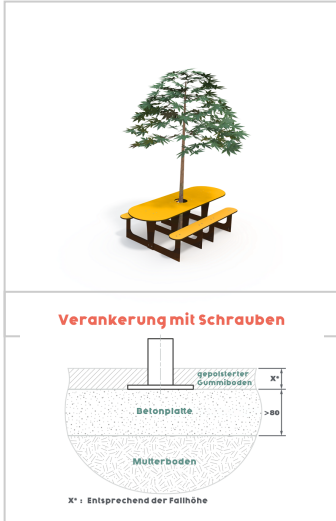 Verankerung mit Schrauben
gepolsterter
Gummiboden
X*
Betonplatte
>80
Mutterboden
X* : Entsprechend der Fallhöhe